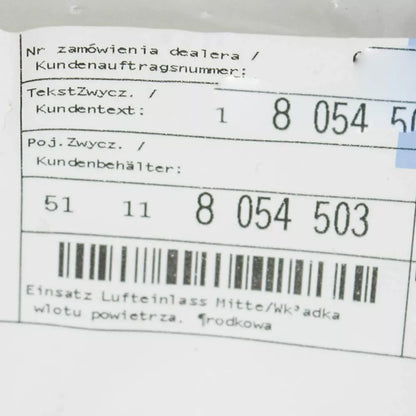 Nr zamówienia dealera /
Kundenauftragsnummer:
TekstZwycz. /
Kundentext:
1 8 054
Poj.Zwycz. /
Kundenbehälter:
51 11 8 054 503
Einsatz Lufteinlass Mitte/Wk³adka
wlotu powietrza. ¶rodkowa